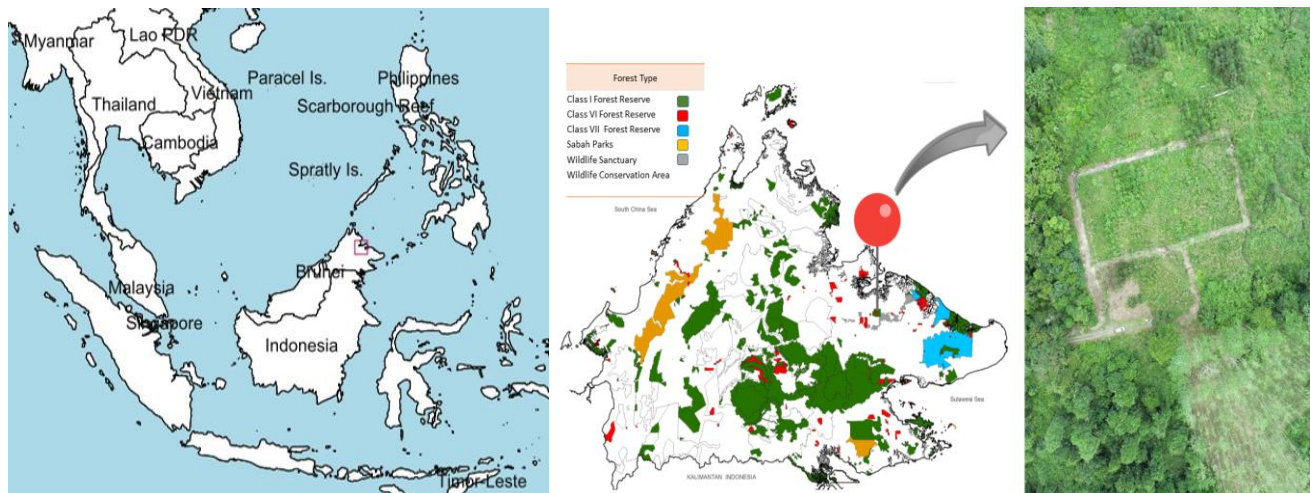 Myanmar
Lao PDR
Paracel Is.
Philippines
Vietnam
Thailand
Scarborough Reef
Cambodia
Spratly Is.
Brunei
Malaysia
Singapore
Indonesia
Timor-Leste
Forest Type
Class I Forest Reserve
Class VI Forest Reserve
Class VII Forest Reserve
Sabah Parks
Wildlife Sanctuary
Wildlife Conservation Area
South China Sea
Sulawesi Sea
KALIMANTAN INDONESIA